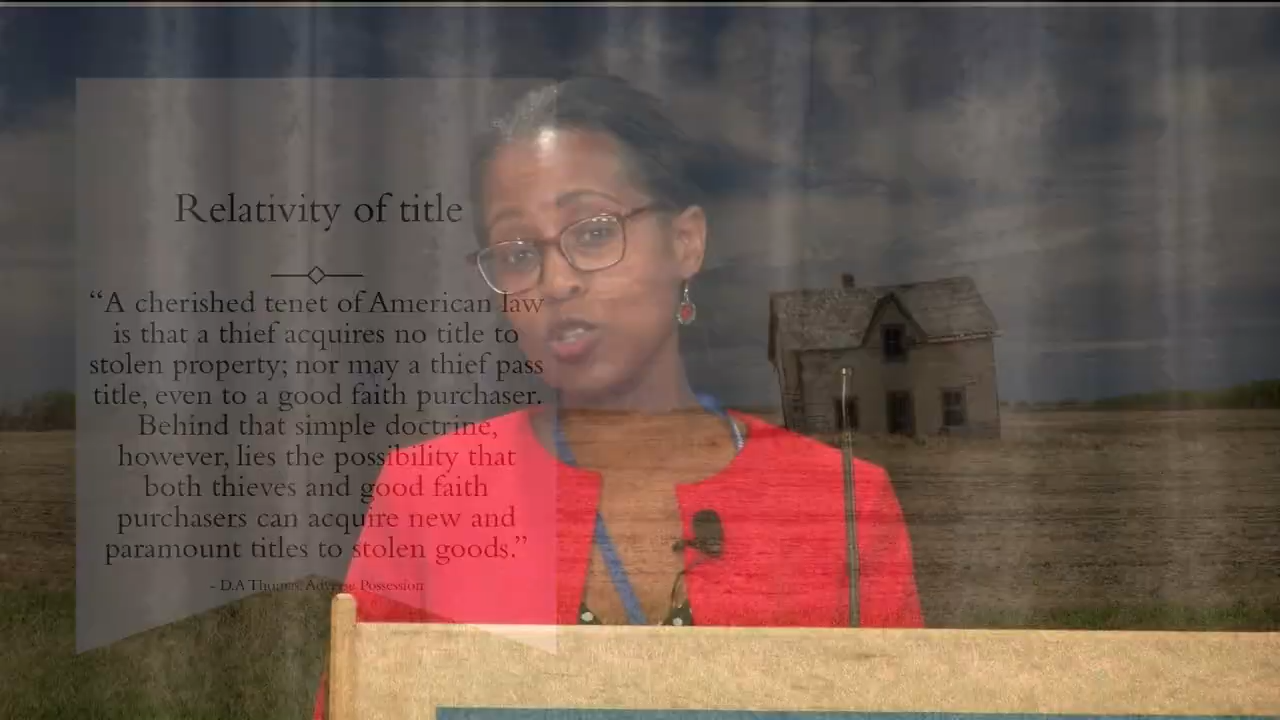 Relativity of title
“A cherished tenet of American law
is that a thief acquires no title to
stolen property; nor may a thief pass
title, even to a good faith purchaser.
Behind that simple doctrine,
however, lies the possibility that
both thieves and good faith
purchasers can acquire new and
paramount titles to stolen goods.”
- D.A Thomas, Adverse Possession